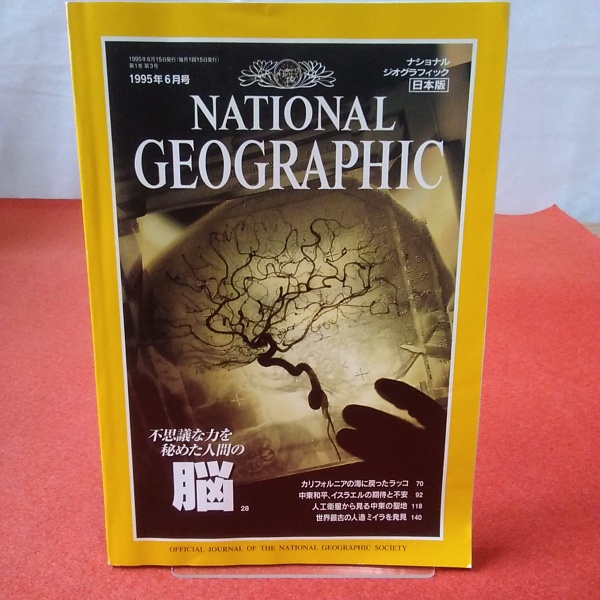 1995年6月15日発行(毎月1回15日発行)
第1巻 第3号
1995年6月号
ナショナル
ジオグラフィック
日本版
NATIONAL
GEOGRAPHIC
不思議な力を
秘めた人間の
脳 28
カリフォルニアの海に戻ったラッコ 70
中東和平、イスラエルの期待と不安 92
人工衛星から見る中東の聖地 118
世界最古の人造ミイラを発見 140
OFFICIAL JOURNAL OF THE NATIONAL GEOGRAPHIC SOCIETY